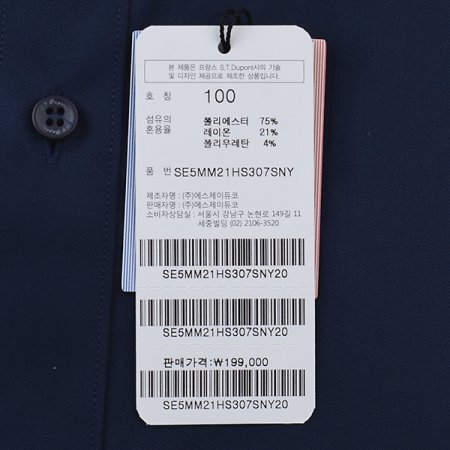 본 제품은 프랑스 S.T.Dupont사의 기술
및 디자인 제공으로 제조한 상품입니다.
호 칭 100
섬유의 폴리에스터 75%
혼용율 레이온 21%
폴리우레탄 4%
품 번 SE5MM21HS307SNY
제조자명 : (주)에스제이듀코
판매자명 : (주)에스제이듀코
소비자상담실 : 서울시 강남구 논현로 149길 11
세중빌딩 (02) 2106-3520
SE5MM21HS307SNY20
SE5MM21HS307SNY20
판매가격:₩199,000
SE5MM21HS307SNY20